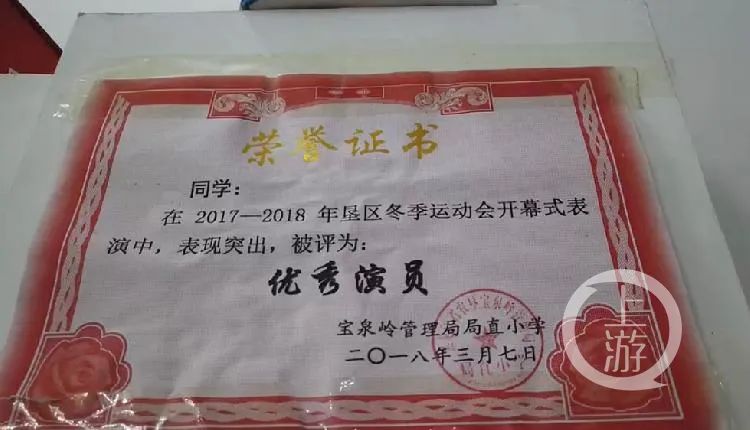 荣誉证书
同学：
在 2017—2018 年垦区冬季运动会开幕式表
演中，表现突出，被评为：
优秀演员
宝泉岭管理局局直小学
二〇一八年三月七日
上游